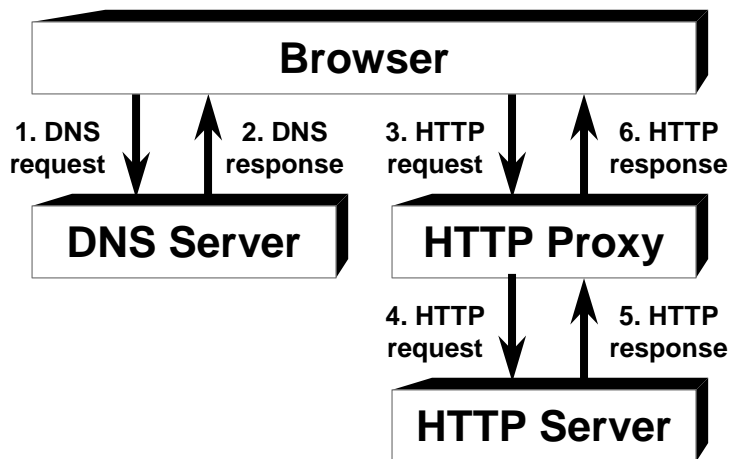 Browser
1. DNS
request
2. DNS
response
3. HTTP
request
6. HTTP
response
DNS Server
HTTP Proxy
4. HTTP
request
5. HTTP
response
HTTP Server